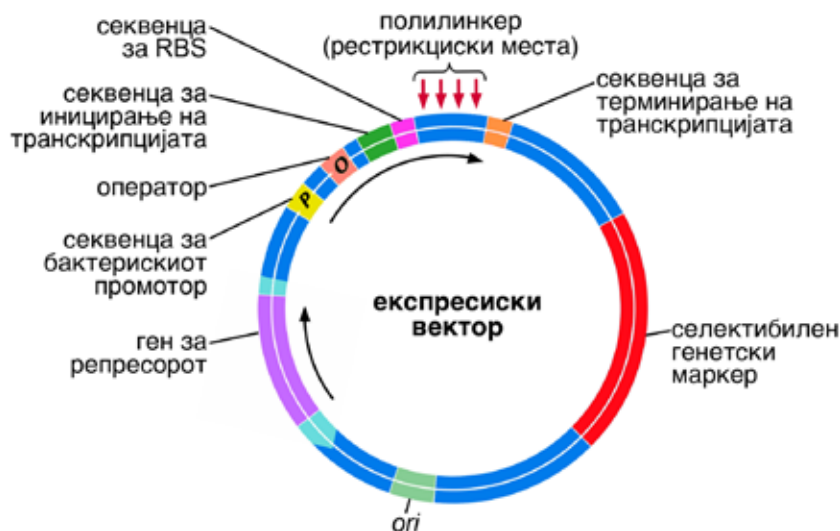 секвенца
за RBS
полилинкер
(рестрикциски места)
секвенца за
терминирање на
транскрипцијата
секвенца за
иницирање на
транскрипцијата
оператор
O
P
секвенца за
бактерискиот
промотор
експресиски
вектор
ген за
репресорот
селектибилен
генетски
маркер
ori